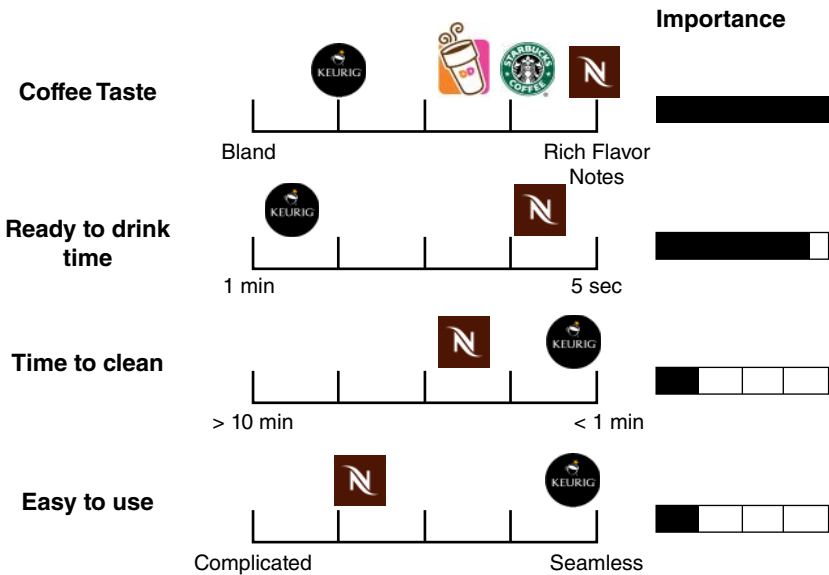 Importance
KEURIG
DD
STARBUCKS
COFFEE
N
Coffee Taste
Bland
Rich Flavor
Notes
KEURIG
N
Ready to drink
time
1 min
5 sec
N
KEURIG
Time to clean
> 10 min
< 1 min
N
KEURIG
Easy to use
Complicated
Seamless